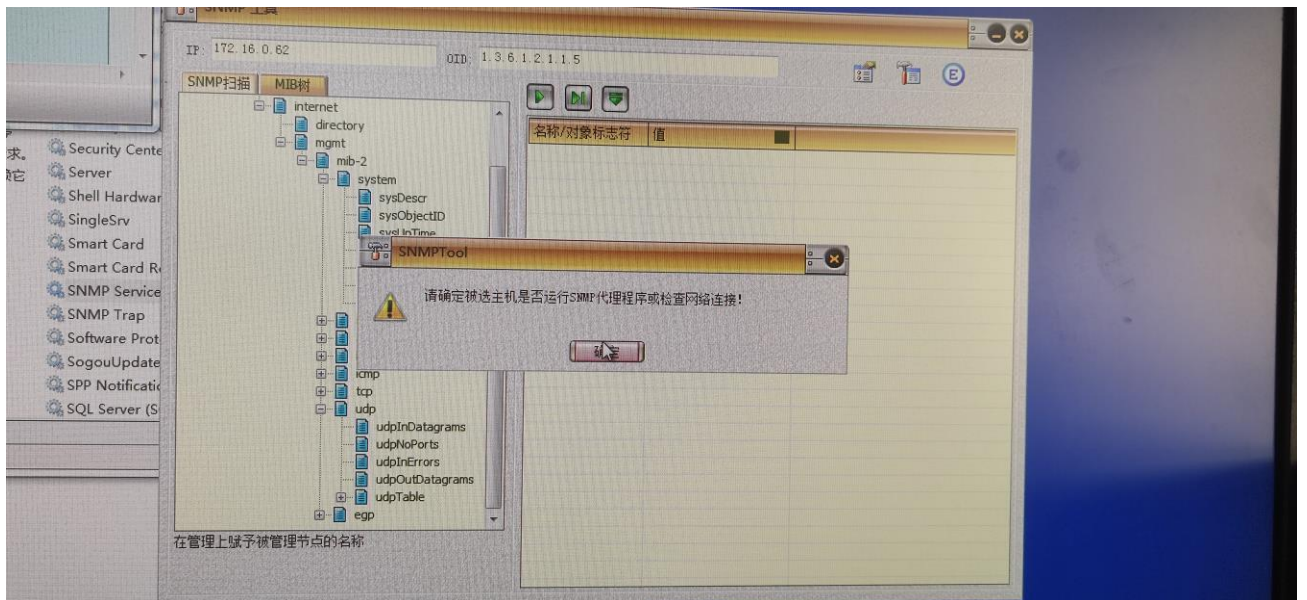 SNMP 工具
IP: 172.16.0.62
OID: 1.3.6.1.2.1.1.5
SNMP扫描
MIB树
internet
directory
mgmt
mib-2
system
sysDescr
sysObjectID
sysUpTime
icmp
tcp
udp
udpInDatagrams
udpNoPorts
udpInErrors
udpOutDatagrams
udpTable
egp
在管理上赋予被管理节点的名称
名称/对象标志符
值
E
SNMPTool
请确定被选主机是否运行SNMP代理程序或检查网络连接!
确定
求。
Security Cente
Server
Shell Hardwar
SingleSrv
Smart Card
Smart Card R
SNMP Service
SNMP Trap
Software Prot
SogouUpdate
SPP Notificatio
SQL Server (S